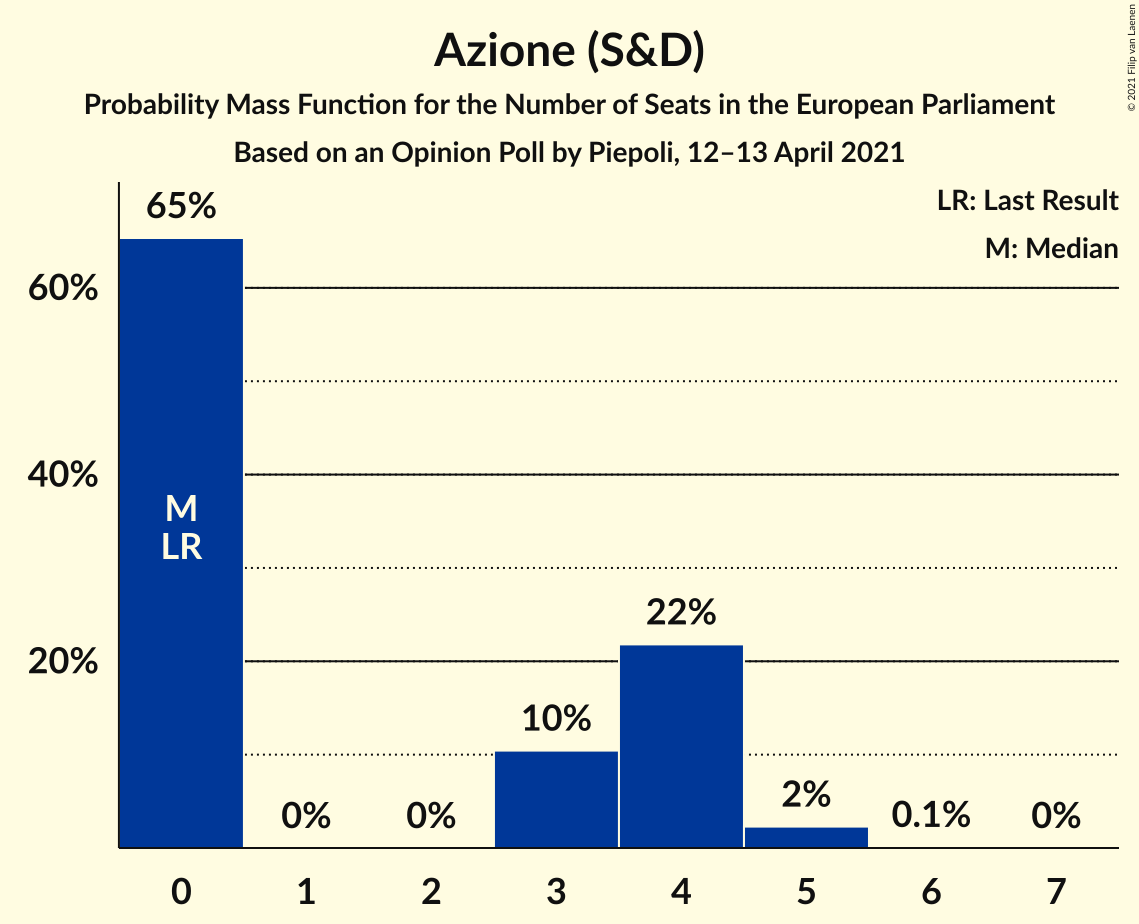 Azione (S&D)
Probability Mass Function for the Number of Seats in the European Parliament
Based on an Opinion Poll by Piepoli, 12–13 April 2021
© 2021 Filip van Laenen
LR: Last Result
M: Median
65%
60%
40%
20%
M
LR
0%
0%
10%
22%
2%
0.1%
0%
0 1 2 3 4 5 6 7